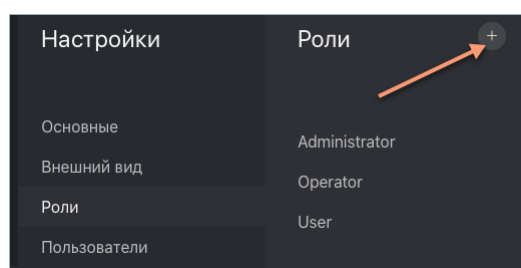 Настройки
Основные
Внешний вид
Роли
Пользователи
Роли
+
Administrator
Operator
User